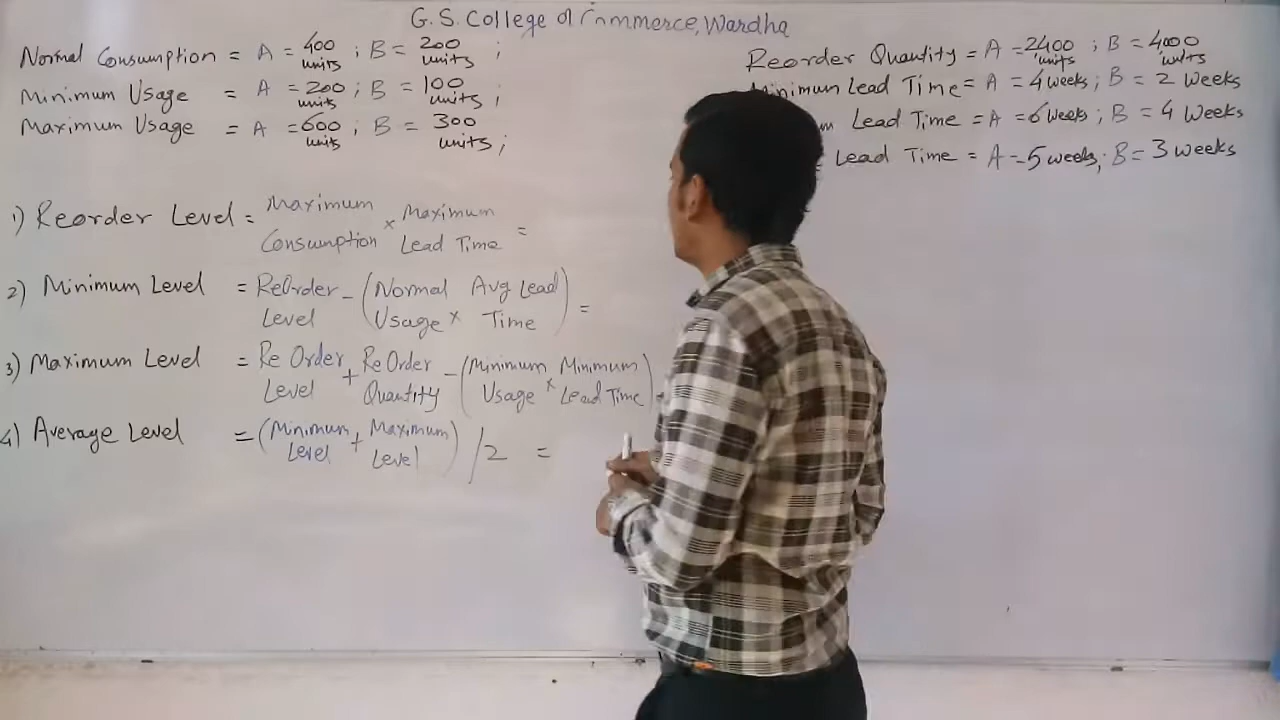 G. S. College of Commerce, Wardha
Normal Consumption = A = 400 units ; B = 200 units ;
Minimum Usage = A = 200 units ; B = 100 units ;
Maximum Usage = A = 600 units ; B = 300 units ;
Reorder Quantity = A = 2400 units ; B = 4000 units
Minimum Lead Time = A = 4 weeks ; B = 2 Weeks
Lead Time = A = 6 Weeks ; B = 4 Weeks
Lead Time = A = 5 weeks ; B = 3 weeks
1) Reorder Level = Maximum Consumption × Maximum Lead Time =
2) Minimum Level = ReOrder Level - (Normal Usage × Avg Lead Time) =
3) Maximum Level = Re Order Level + Re Order Quantity - (Minimum Usage × Minimum Lead Time) =
4) Average Level = (Minimum Level + Maximum Level) / 2 =